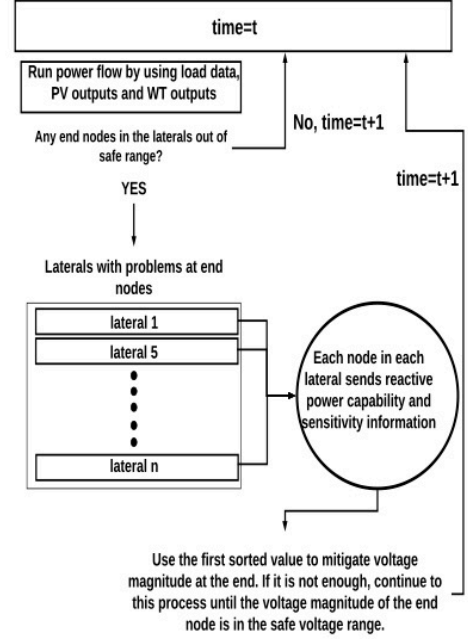 time=t
Run power flow by using load data,
PV outputs and WT outputs
Any end nodes in the laterals out of
safe range?
No, time=t+1
time=t+1
YES
Laterals with problems at end
nodes
lateral 1
lateral 5
lateral n
Each node in each
lateral sends reactive
power capability and
sensitivity information
Use the first sorted value to mitigate voltage
magnitude at the end. If it is not enough, continue to
this process until the voltage magnitude of the end
node is in the safe voltage range.